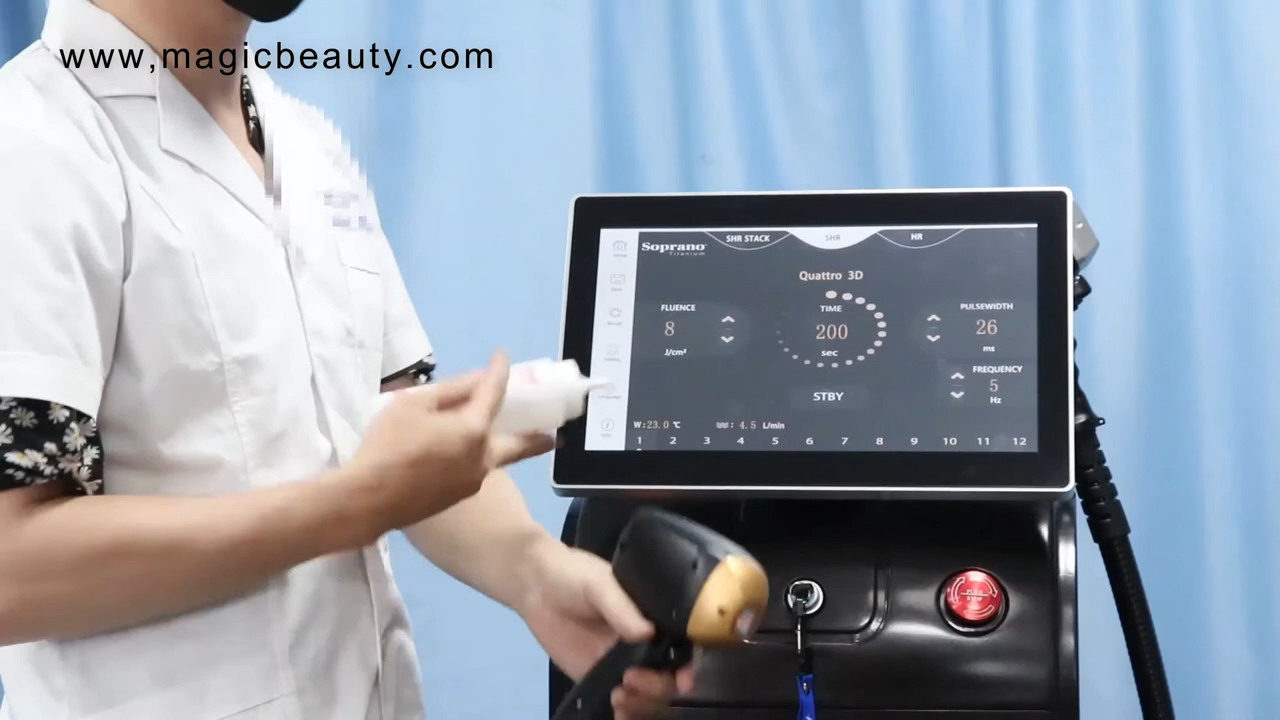 www,magicbeauty.com
SHR STACK
SHR
HR
Soprano
Titanium
Quattro 3D
FLUENCE
8
J/cm²
TIME
200
sec
PULSEWIDTH
26
ms
FREQUENCY
5
Hz
STBY
W:23.0 ℃
: 4.5 L/min
1 2 3 4 5 6 7 8 9 10 11 12